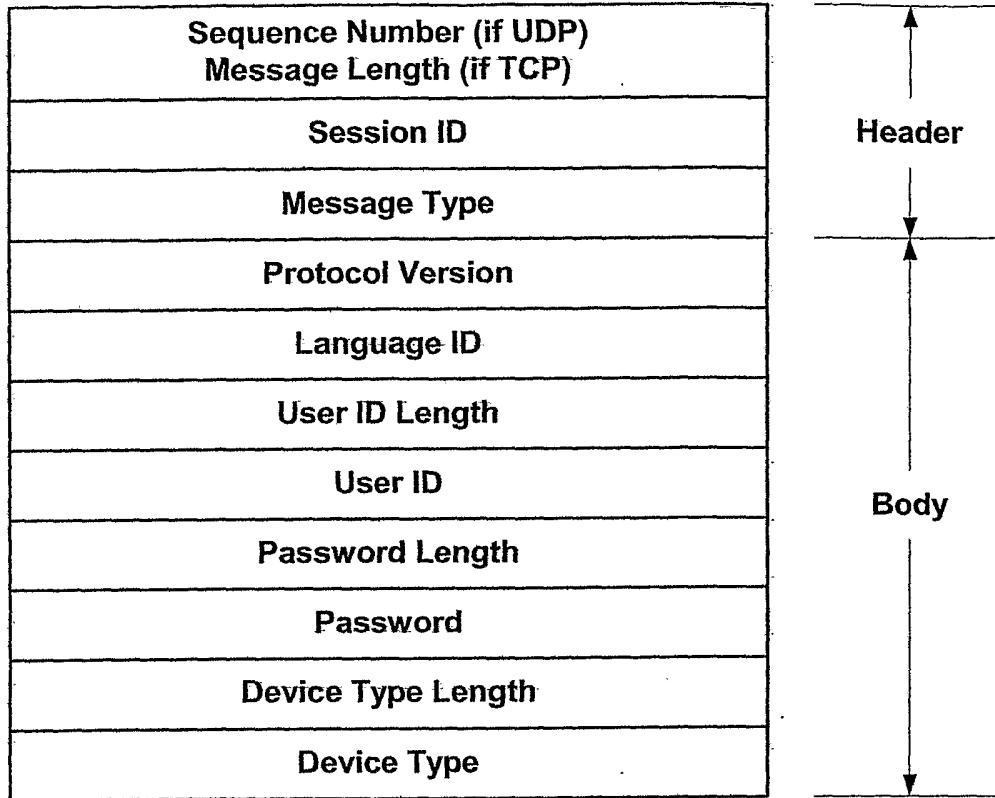 Sequence Number (if UDP)
Message Length (if TCP)
Session ID
Header
Message Type
Protocol Version
Language ID
User ID Length
User ID
Body
Password Length
Password
Device Type Length
Device Type